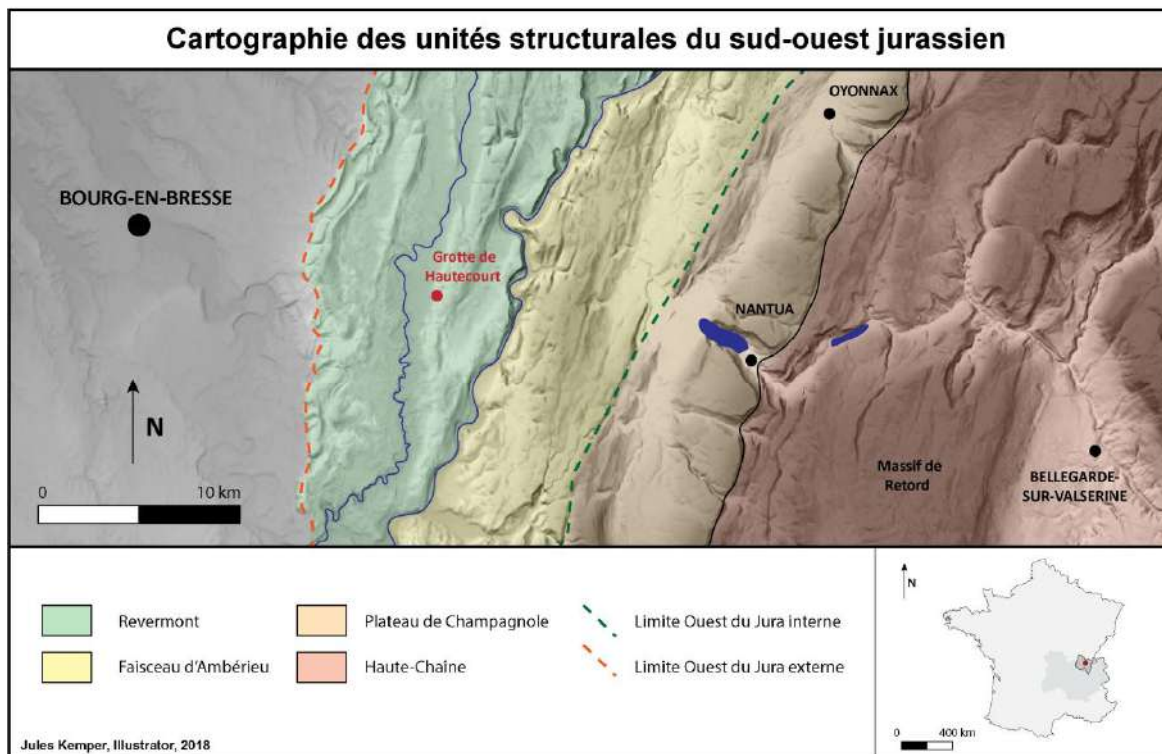 Cartographie des unités structurales du sud-ouest jurassien
OYONNAX
BOURG-EN-BRESSE
Grotte de
Hautecourt
NANTUA
N
0 10 km
Massif de
Retord
BELLEGARDE-
SUR-VALSERINE
Revermont
Plateau de Champagnole
Limite Ouest du Jura interne
Faisceau d'Ambérieu
Haute-Chaîne
Limite Ouest du Jura externe
N
0 400 km
Jules Kemper, Illustrator, 2018